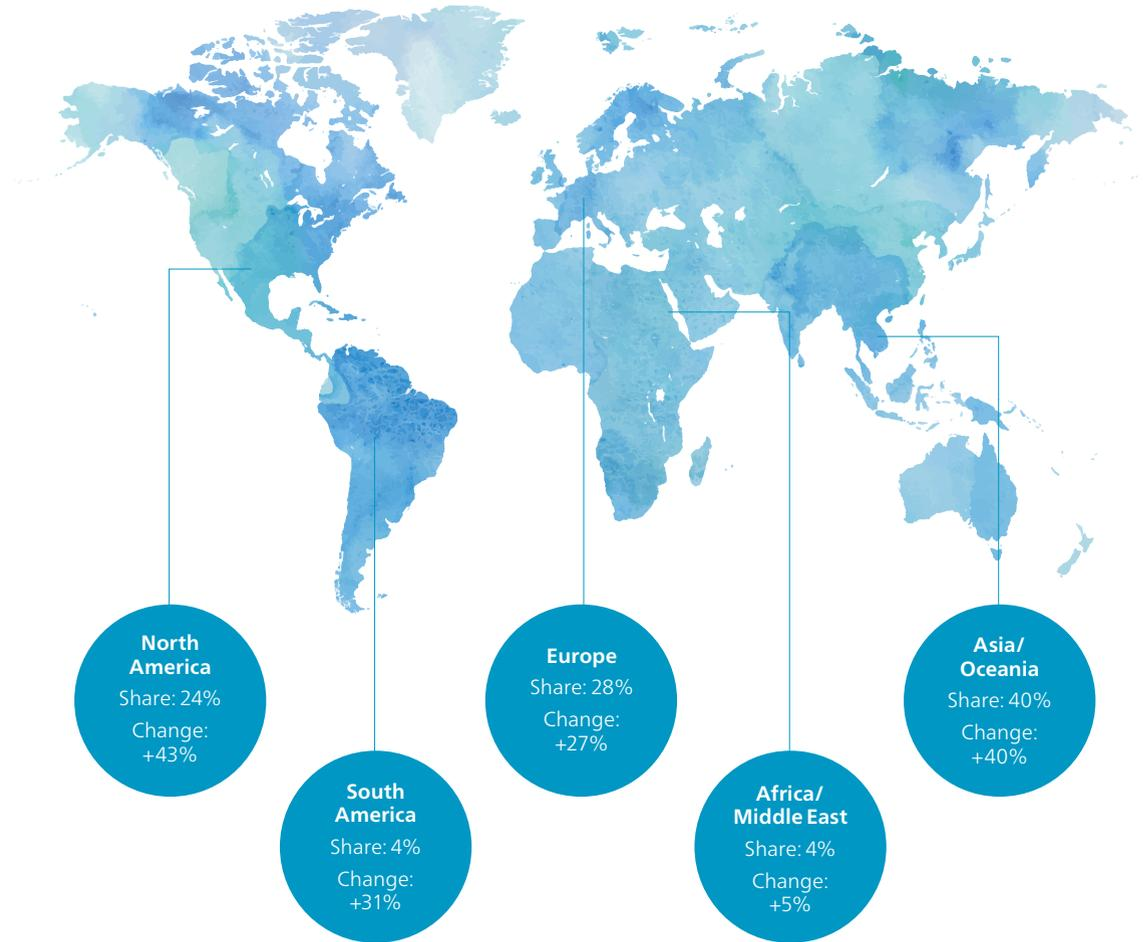 North
America
Share: 24%
Change:
+43%
South
America
Share: 4%
Change:
+31%
Europe
Share: 28%
Change:
+27%
Africa/
Middle East
Share: 4%
Change:
+5%
Asia/
Oceania
Share: 40%
Change:
+40%